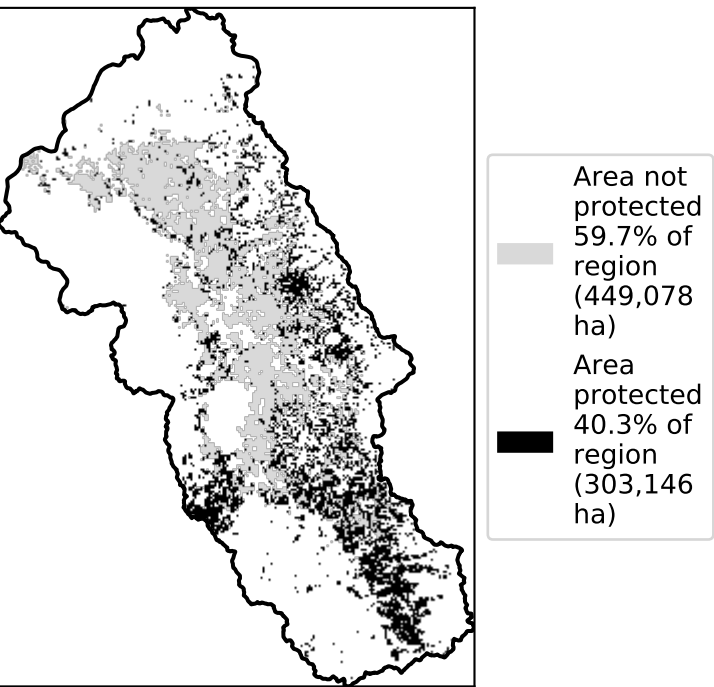 Area not
protected
59.7% of
region
(449,078
ha)
Area
protected
40.3% of
region
(303,146
ha)